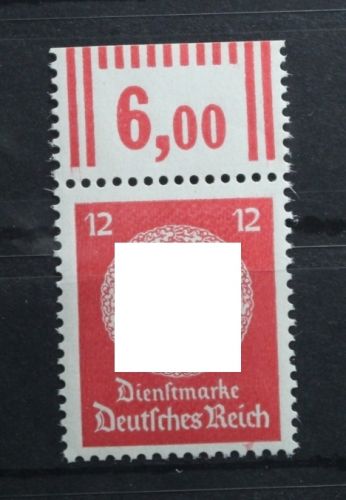 6,00
12 12
Dienſtmarke
Deutſches Reich